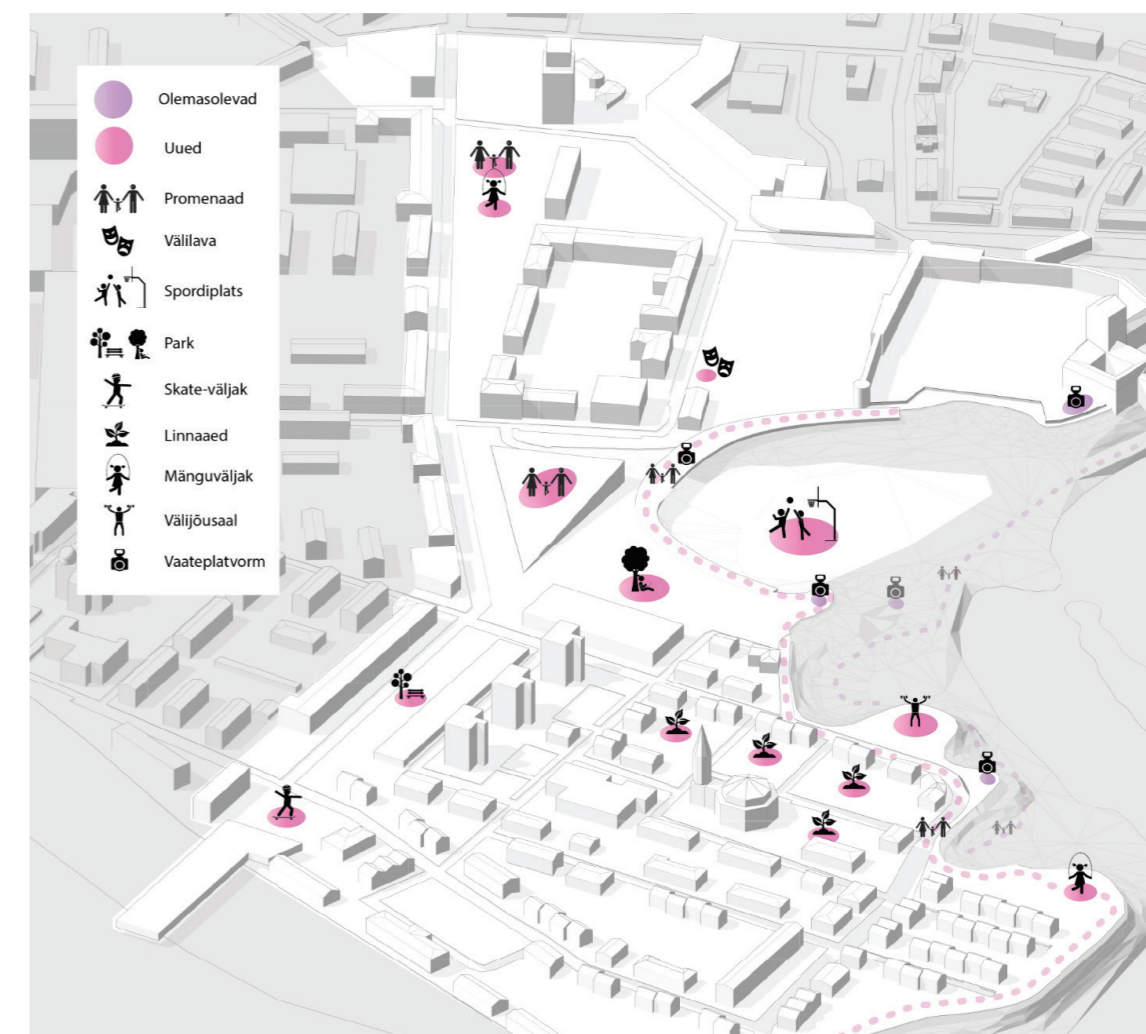 Olemasolevad
Uued
Promenaad
Välilava
Spordiplats
Park
Skate-väljak
Linnaaed
Mänguväljak
Välijõusaal
Vaateplatvorm